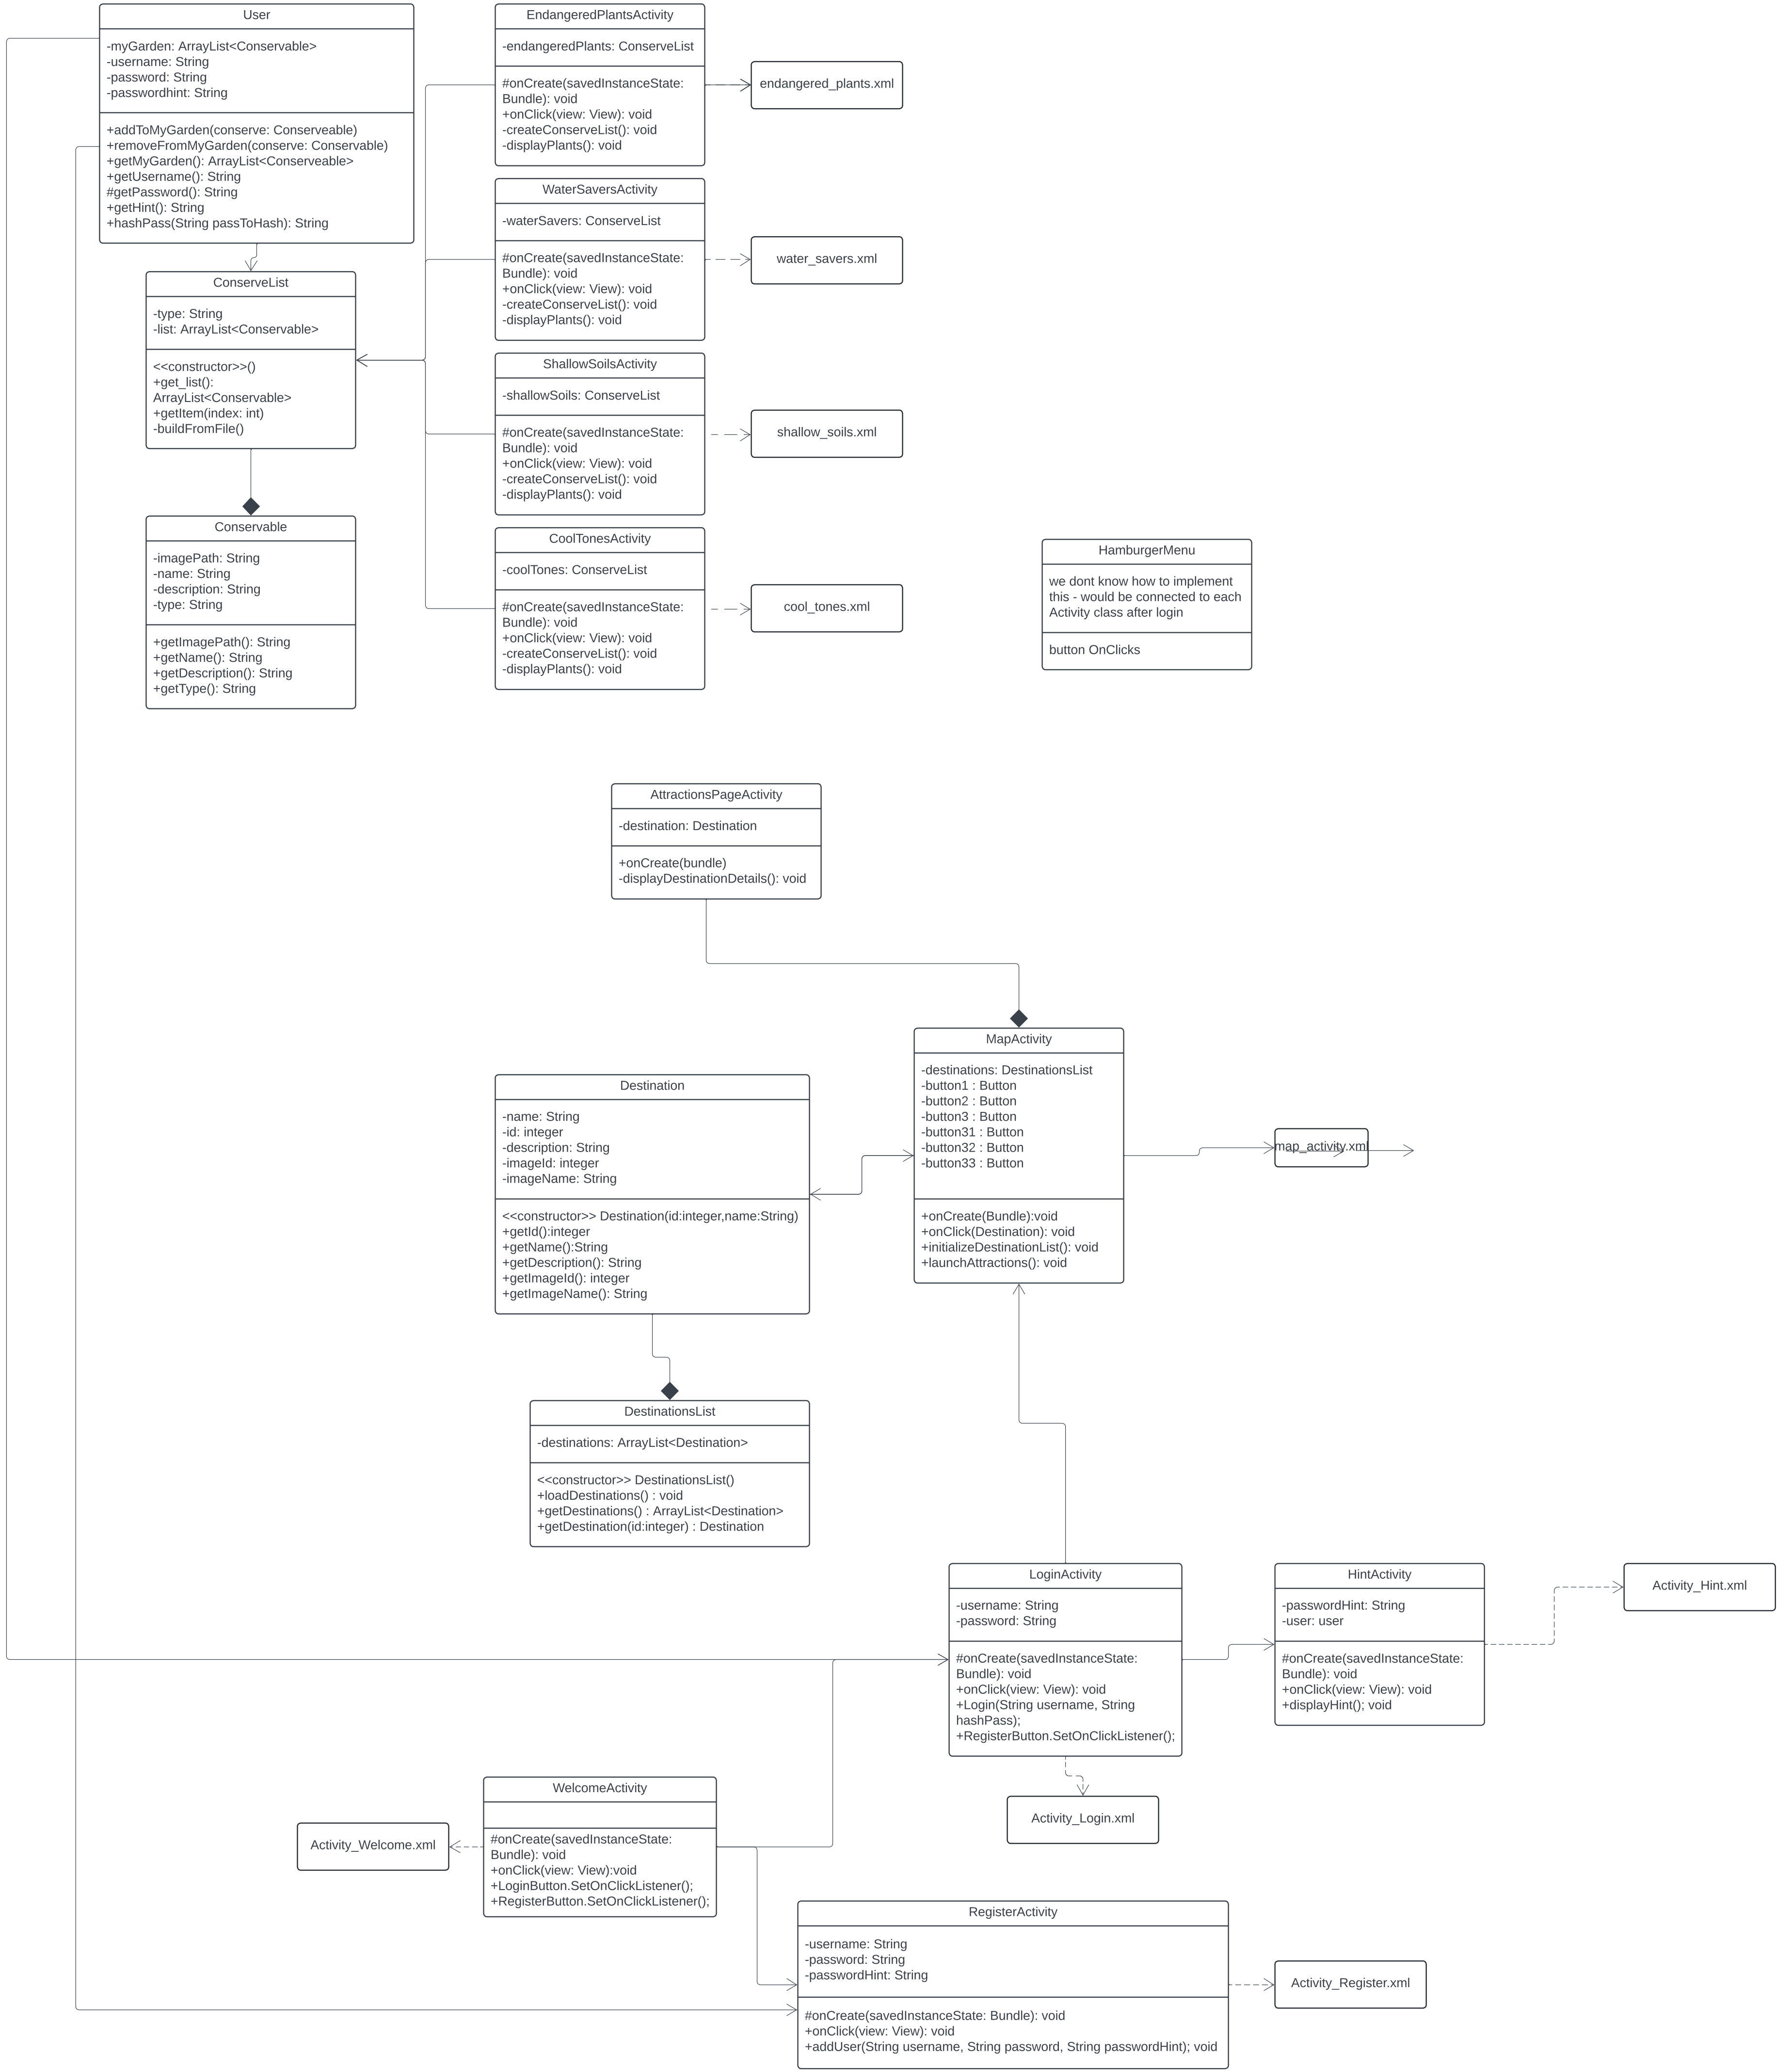 User
-myGarden: ArrayList<Conservable>
-username: String
-password: String
-passwordhint: String
+addToMyGarden(conserve: Conserveable)
+removeFromMyGarden(conserve: Conservable)
+getMyGarden(): ArrayList<Conserveable>
+getUsername(): String
#getPassword(): String
+getHint(): String
+hashPass(String passToHash): String
ConserveList
-type: String
-list: ArrayList<Conservable>
<<constructor>>()
+get_list():
ArrayList<Conservable>
+getItem(index: int)
-buildFromFile()
Conservable
-imagePath: String
-name: String
-description: String
-type: String
+getImagePath(): String
+getName(): String
+getDescription(): String
+getType(): String
EndangeredPlantsActivity
-endangeredPlants: ConserveList
#onCreate(savedInstanceState:
Bundle): void
+onClick(view: View): void
-createConserveList(): void
-displayPlants(): void
endangered_plants.xml
WaterSaversActivity
-waterSavers: ConserveList
#onCreate(savedInstanceState:
Bundle): void
+onClick(view: View): void
-createConserveList(): void
-displayPlants(): void
water_savers.xml
ShallowSoilsActivity
-shallowSoils: ConserveList
#onCreate(savedInstanceState:
Bundle): void
+onClick(view: View): void
-createConserveList(): void
-displayPlants(): void
shallow_soils.xml
CoolTonesActivity
-coolTones: ConserveList
#onCreate(savedInstanceState:
Bundle): void
+onClick(view: View): void
-createConserveList(): void
-displayPlants(): void
cool_tones.xml
HamburgerMenu
we dont know how to implement
this - would be connected to each
Activity class after login
button OnClicks
AttractionsPageActivity
-destination: Destination
+onCreate(bundle)
-displayDestinationDetails(): void
MapActivity
-destinations: DestinationsList
-button1 : Button
-button2 : Button
-button3 : Button
-button31 : Button
-button32 : Button
-button33 : Button
+onCreate(Bundle):void
+onClick(Destination): void
+initializeDestinationList(): void
+launchAttractions(): void
map_activity.xml
Destination
-name: String
-id: integer
-description: String
-imageId: integer
-imageName: String
<<constructor>> Destination(id:integer,name:String)
+getId():integer
+getName():String
+getDescription(): String
+getImageId(): integer
+getImageName(): String
DestinationsList
-destinations: ArrayList<Destination>
<<constructor>> DestinationsList()
+loadDestinations() : void
+getDestinations() : ArrayList<Destination>
+getDestination(id:integer) : Destination
LoginActivity
-username: String
-password: String
#onCreate(savedInstanceState:
Bundle): void
+onClick(view: View): void
+Login(String username, String
hashPass);
+RegisterButton.SetOnClickListener();
HintActivity
-passwordHint: String
-user: user
#onCreate(savedInstanceState:
Bundle): void
+onClick(view: View): void
+displayHint(); void
Activity_Hint.xml
Activity_Login.xml
WelcomeActivity
#onCreate(savedInstanceState:
Bundle): void
+onClick(view: View):void
+LoginButton.SetOnClickListener();
+RegisterButton.SetOnClickListener();
Activity_Welcome.xml
RegisterActivity
-username: String
-password: String
-passwordHint: String
#onCreate(savedInstanceState: Bundle): void
+onClick(view: View): void
+addUser(String username, String password, String passwordHint); void
Activity_Register.xml